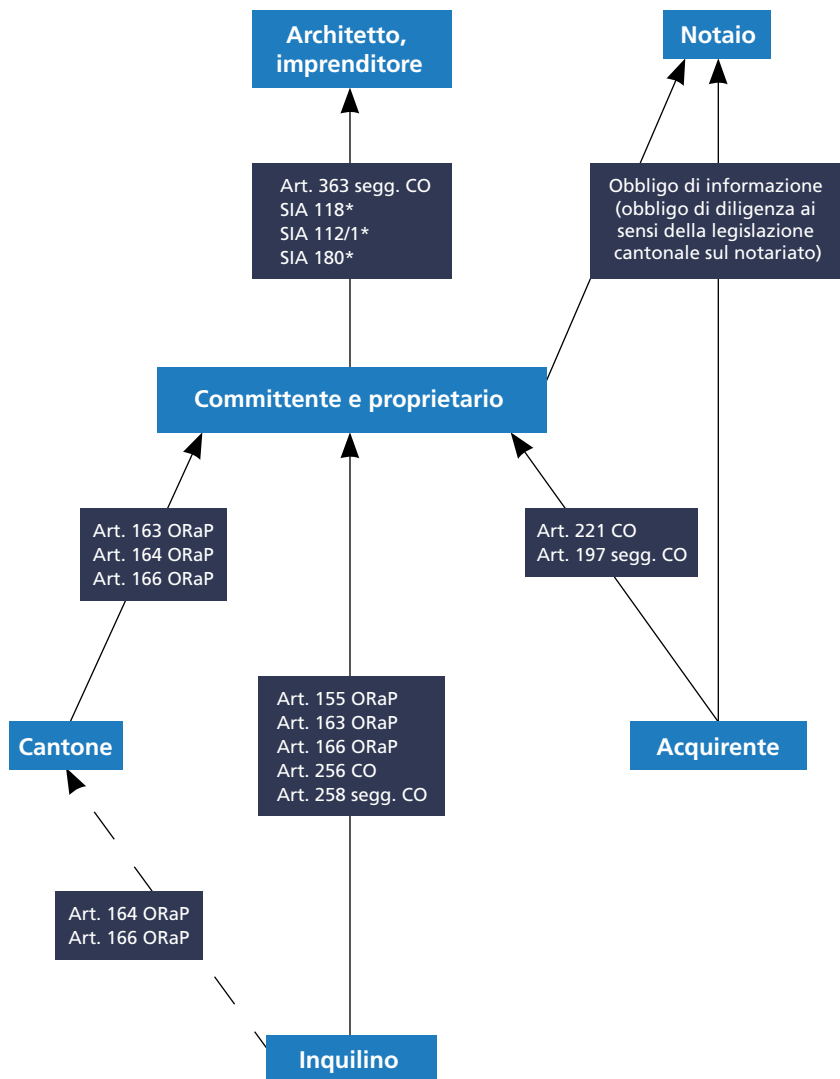 Architetto,
imprenditore
Notaio
Art. 363 segg. CO
SIA 118*
SIA 112/1*
SIA 180*
Obbligo di informazione
(obbligo di diligenza ai
sensi della legislazione
cantonale sul notariato)
Committente e proprietario
Art. 163 ORaP
Art. 164 ORaP
Art. 166 ORaP
Art. 221 CO
Art. 197 segg. CO
Art. 155 ORaP
Art. 163 ORaP
Art. 166 ORaP
Art. 256 CO
Art. 258 segg. CO
Cantone
Acquirente
Art. 164 ORaP
Art. 166 ORaP
Inquilino